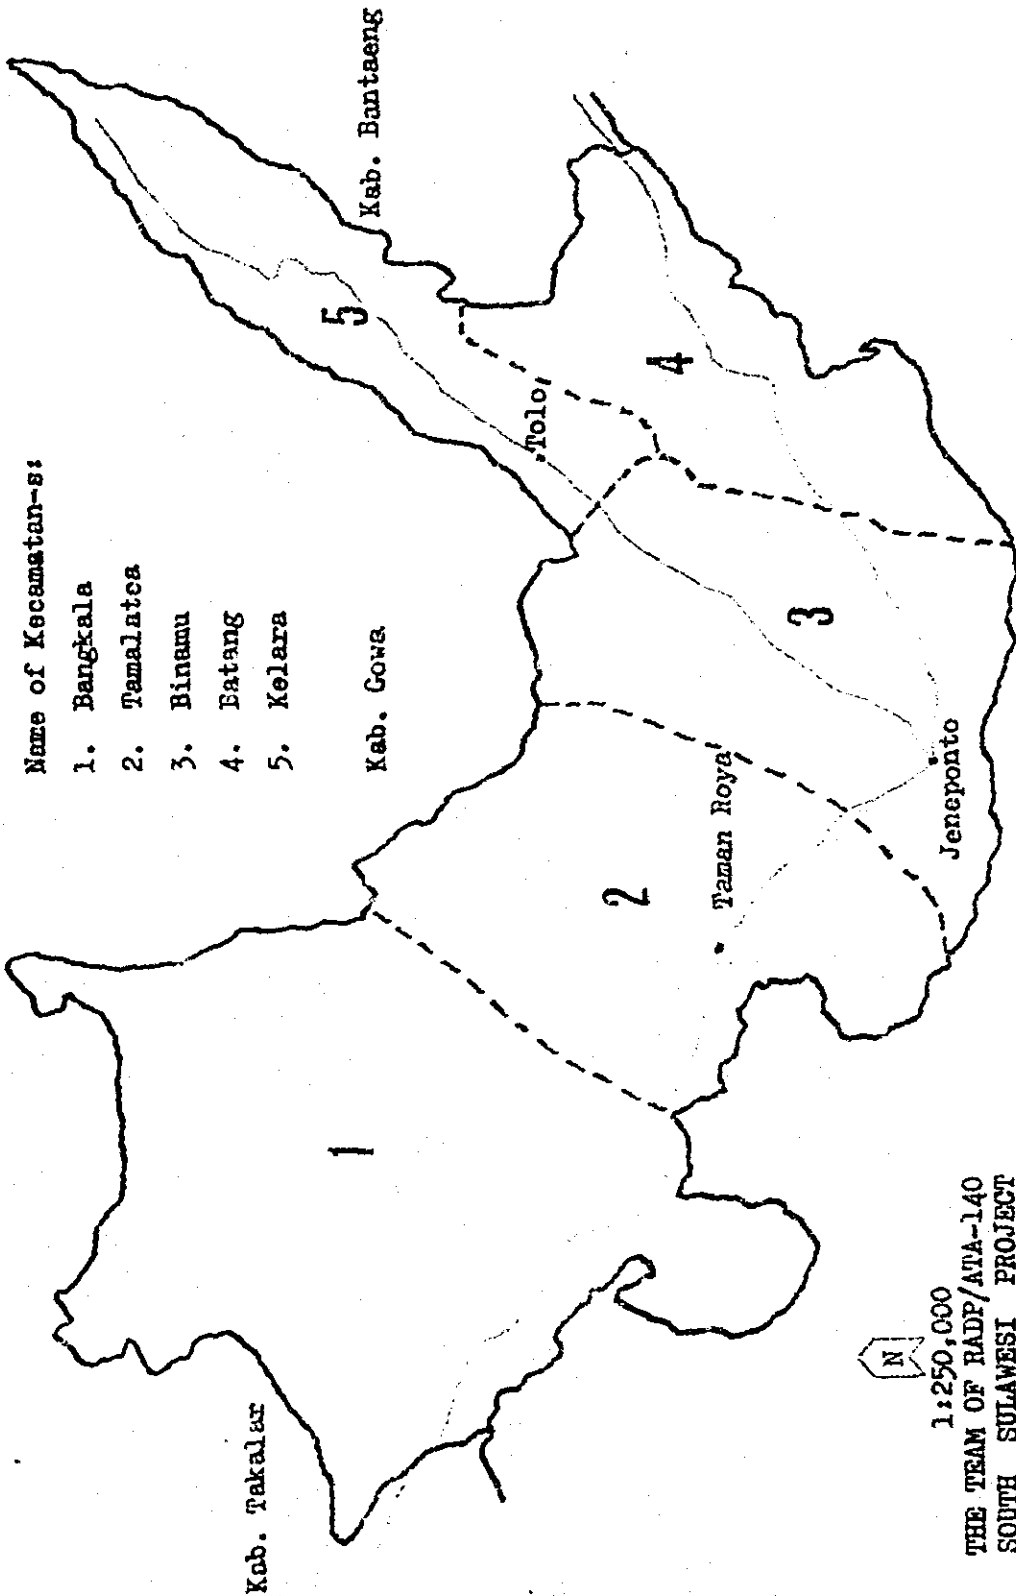 Name of Kecamatan-s:
1. Bangkala
2. Tamalatea
3. Binamu
4. Batang
5. Kelara
Kab. Gowa
Kab. Bantaeng
Kab. Takalar
1
2
3
4
5
Tolo
Taman Roya
Jeneponto
N
1:250,000
THE TEAM OF RADP/ATA-140
SOUTH SULAWESI PROJECT